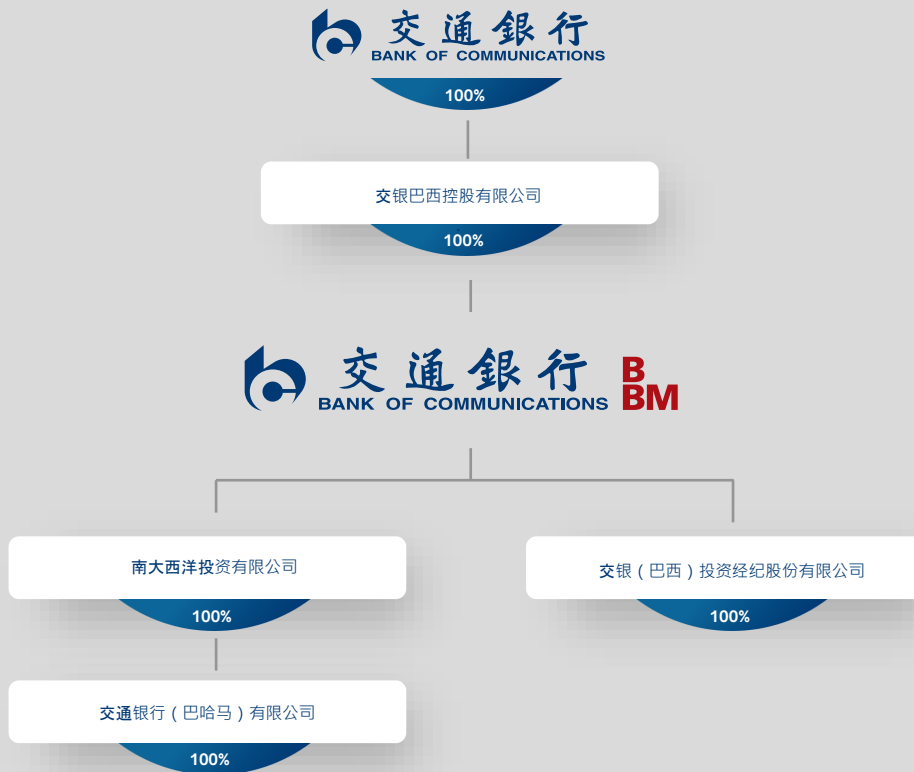 交通銀行
BANK OF COMMUNICATIONS
100%
交银巴西控股有限公司
100%
交通銀行
BANK OF COMMUNICATIONS
B
BM
南大西洋投资有限公司
100%
交银（巴西）投资经纪股份有限公司
100%
交通银行（巴哈马）有限公司
100%